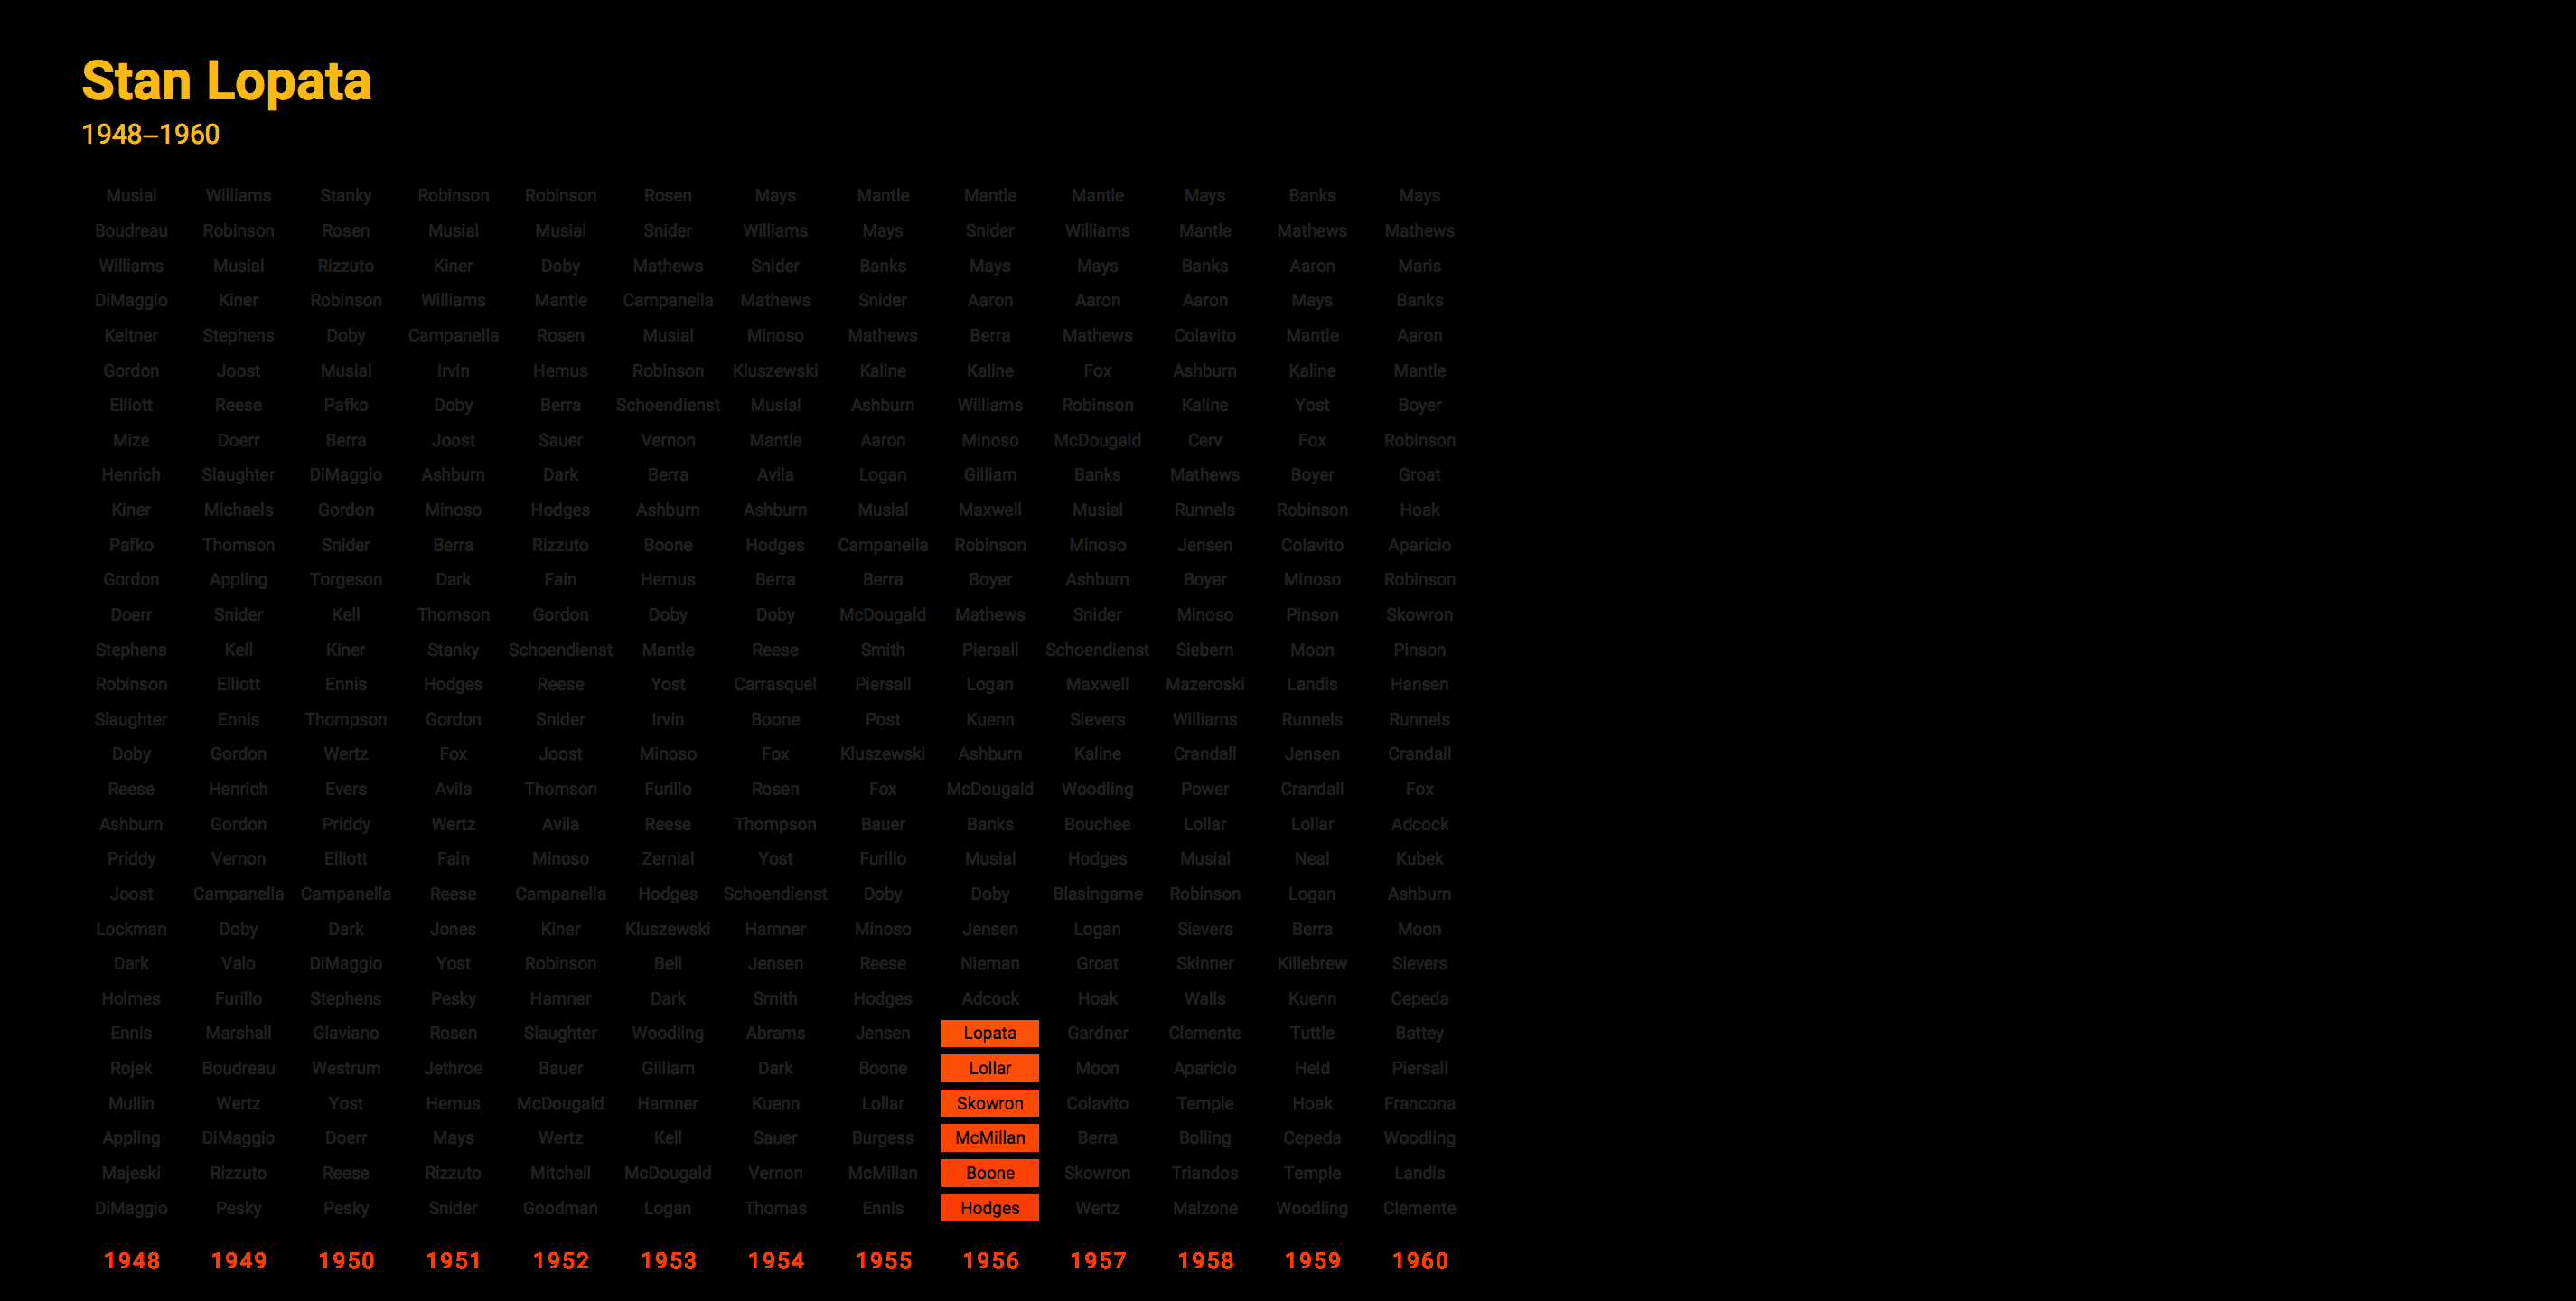 Stan Lopata
1948–1960
Musial Williams Stanky Robinson Robinson Rosen Mays Mantle Mantle Mantle Mays Banks Mays
Boudreau Robinson Rosen Musial Musial Snider Williams Mays Snider Williams Mantle Mathews Mathews
Williams Musial Rizzuto Kiner Doby Mathews Snider Banks Mays Mays Banks Aaron Maris
DiMaggio Kiner Robinson Williams Mantle Campanella Mathews Snider Aaron Aaron Aaron Mays Banks
Keltner Stephens Doby Campanella Rosen Musial Minoso Mathews Berra Mathews Colavito Mantle Aaron
Gordon Joost Musial Irvin Hemus Robinson Kluszewski Kaline Kaline Fox Ashburn Kaline Mantle
Elliott Reese Pafko Doby Berra Schoendienst Musial Ashburn Williams Robinson Kaline Yost Boyer
Mize Doerr Berra Joost Sauer Vernon Mantle Aaron Minoso McDougald Cerv Fox Robinson
Henrich Slaughter DiMaggio Ashburn Dark Berra Avila Logan Gilliam Banks Mathews Boyer Groat
Kiner Michaels Gordon Minoso Hodges Ashburn Ashburn Musial Maxwell Musial Runnels Robinson Hoak
Pafko Thomson Snider Berra Rizzuto Boone Hodges Campanella Robinson Minoso Jensen Colavito Aparicio
Gordon Appling Torgeson Dark Fain Hemus Berra Berra Boyer Ashburn Boyer Minoso Robinson
Doerr Snider Kell Thomson Gordon Doby Doby McDougald Mathews Snider Minoso Pinson Skowron
Stephens Kell Kiner Stanky Schoendienst Mantle Reese Smith Piersall Schoendienst Siebern Moon Pinson
Robinson Elliott Ennis Hodges Reese Yost Carrasquel Piersall Logan Maxwell Mazeroski Landis Hansen
Slaughter Ennis Thompson Gordon Snider Irvin Boone Post Kuenn Sievers Williams Runnels Runnels
Doby Gordon Wertz Fox Joost Minoso Fox Kluszewski Ashburn Kaline Crandall Jensen Crandall
Reese Henrich Evers Avila Thomson Furillo Rosen Fox McDougald Woodling Power Crandall Fox
Ashburn Gordon Priddy Wertz Avila Reese Thompson Bauer Banks Bouchee Lollar Lollar Adcock
Priddy Vernon Elliott Fain Minoso Zernial Yost Furillo Musial Hodges Musial Neal Kubek
Joost Campanella Campanella Reese Campanella Hodges Schoendienst Doby Doby Blasingame Robinson Logan Ashburn
Lockman Doby Dark Jones Kiner Kluszewski Hamner Minoso Jensen Logan Sievers Berra Moon
Dark Valo DiMaggio Yost Robinson Bell Jensen Reese Nieman Groat Skinner Killebrew Sievers
Holmes Furillo Stephens Pesky Hamner Dark Smith Hodges Adcock Hoak Walls Kuenn Cepeda
Ennis Marshall Glaviano Rosen Slaughter Woodling Abrams Jensen Lopata Gardner Clemente Tuttle Battey
Rojek Boudreau Westrum Jethroe Bauer Gilliam Dark Boone Lollar Moon Aparicio Held Piersall
Mullin Wertz Yost Hemus McDougald Hamner Kuenn Lollar Skowron Colavito Temple Hoak Francona
Appling DiMaggio Doerr Mays Wertz Kell Sauer Burgess McMillan Berra Bolling Cepeda Woodling
Majeski Rizzuto Reese Rizzuto Mitchell McDougald Vernon McMillan Boone Skowron Triandos Temple Landis
DiMaggio Pesky Pesky Snider Goodman Logan Thomas Ennis Hodges Wertz Malzone Woodling Clemente
1948 1949 1950 1951 1952 1953 1954 1955 1956 1957 1958 1959 1960